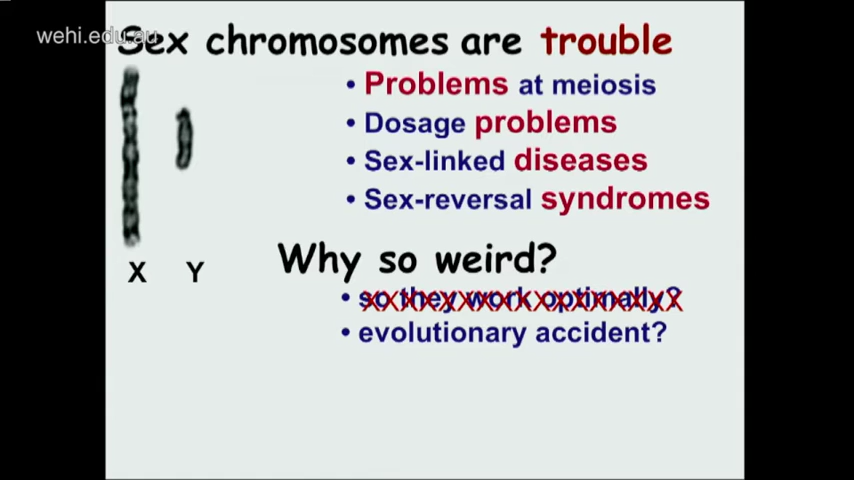 wehi.edu.au
Sex chromosomes are trouble
• Problems at meiosis
• Dosage problems
• Sex-linked diseases
• Sex-reversal syndromes
X Y
Why so weird?
• so they work optimally?
• evolutionary accident?